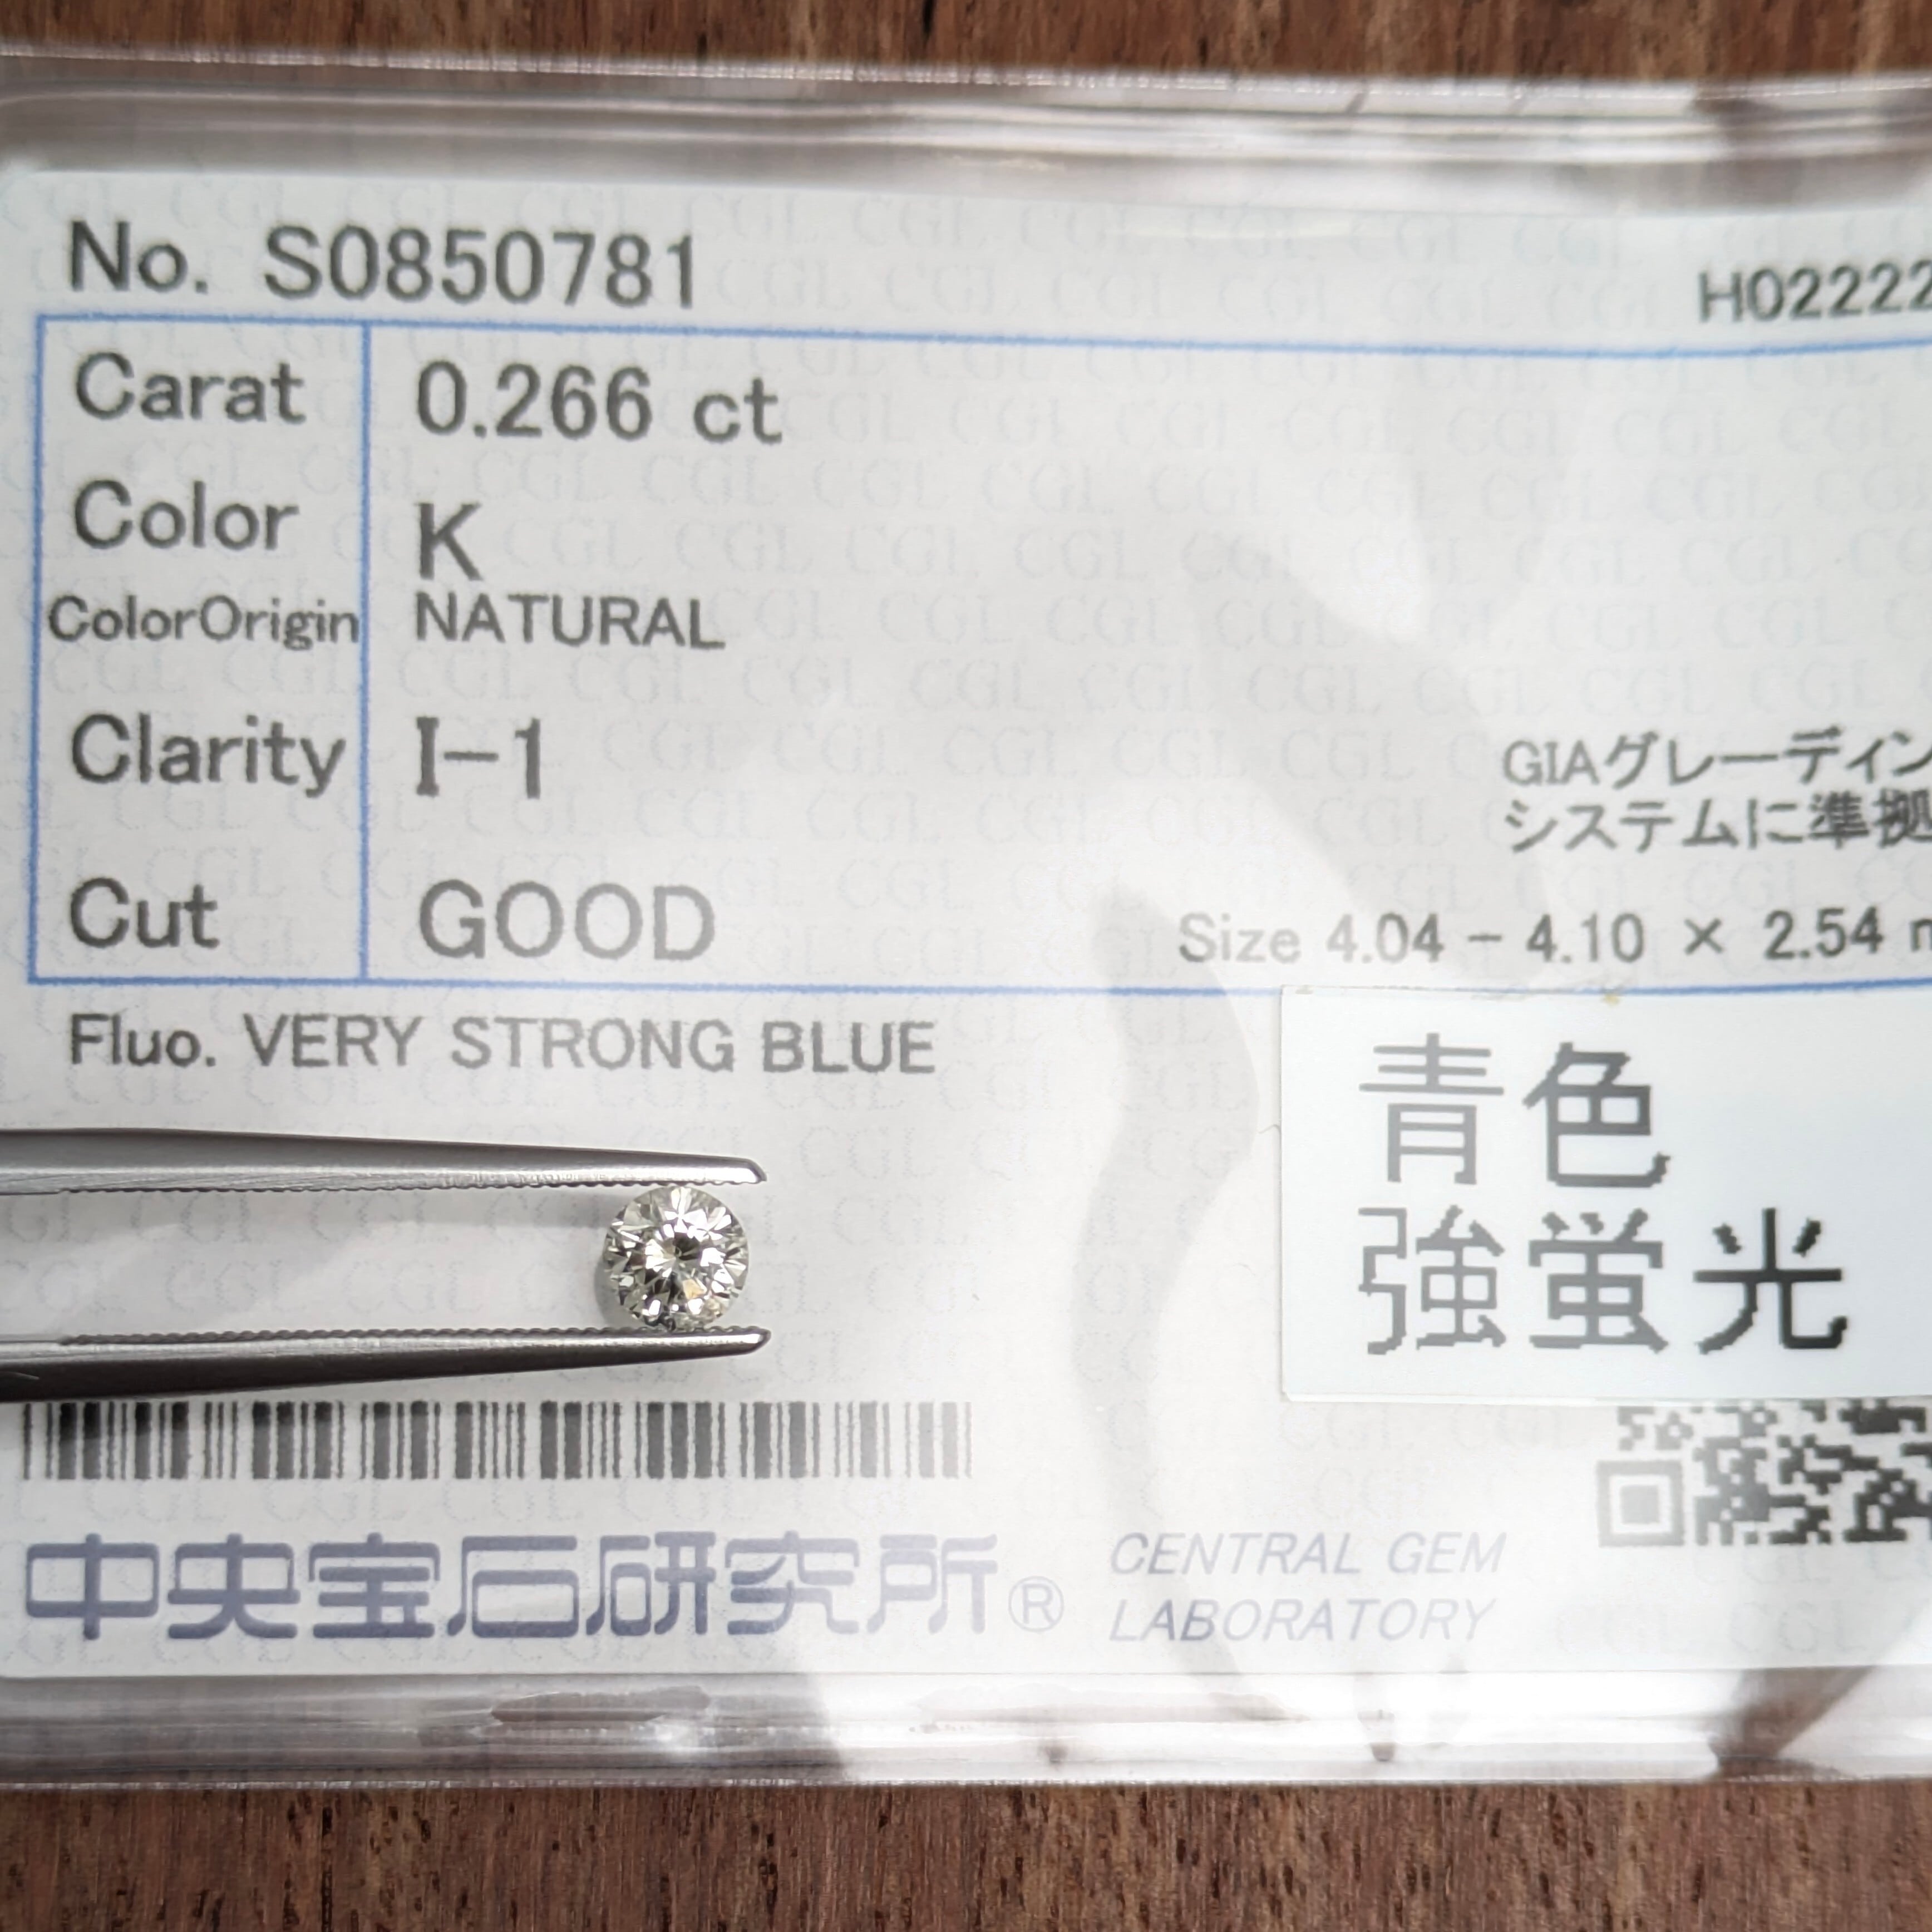 No. S0850781
H02222
Carat 0.266 ct
Color K
ColorOrigin NATURAL
Clarity I-1
GIAグレーディン
システムに準拠
Cut GOOD
Size 4.04 - 4.10 × 2.54
Fluo. VERY STRONG BLUE
青色
強蛍光
中央宝石研究所®
CENTRAL GEM
LABORATORY